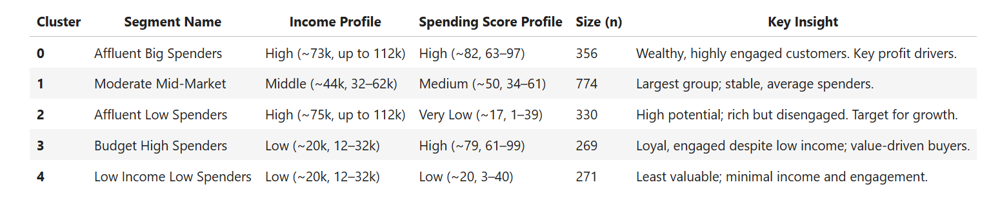 Cluster Segment Name Income Profile Spending Score Profile Size (n) Key Insight
0 Affluent Big Spenders High (~73k, up to 112k) High (~82, 63–97) 356 Wealthy, highly engaged customers. Key profit drivers.
1 Moderate Mid-Market Middle (~44k, 32–62k) Medium (~50, 34–61) 774 Largest group; stable, average spenders.
2 Affluent Low Spenders High (~75k, up to 112k) Very Low (~17, 1–39) 330 High potential; rich but disengaged. Target for growth.
3 Budget High Spenders Low (~20k, 12–32k) High (~79, 61–99) 269 Loyal, engaged despite low income; value-driven buyers.
4 Low Income Low Spenders Low (~20k, 12–32k) Low (~20, 3–40) 271 Least valuable; minimal income and engagement.